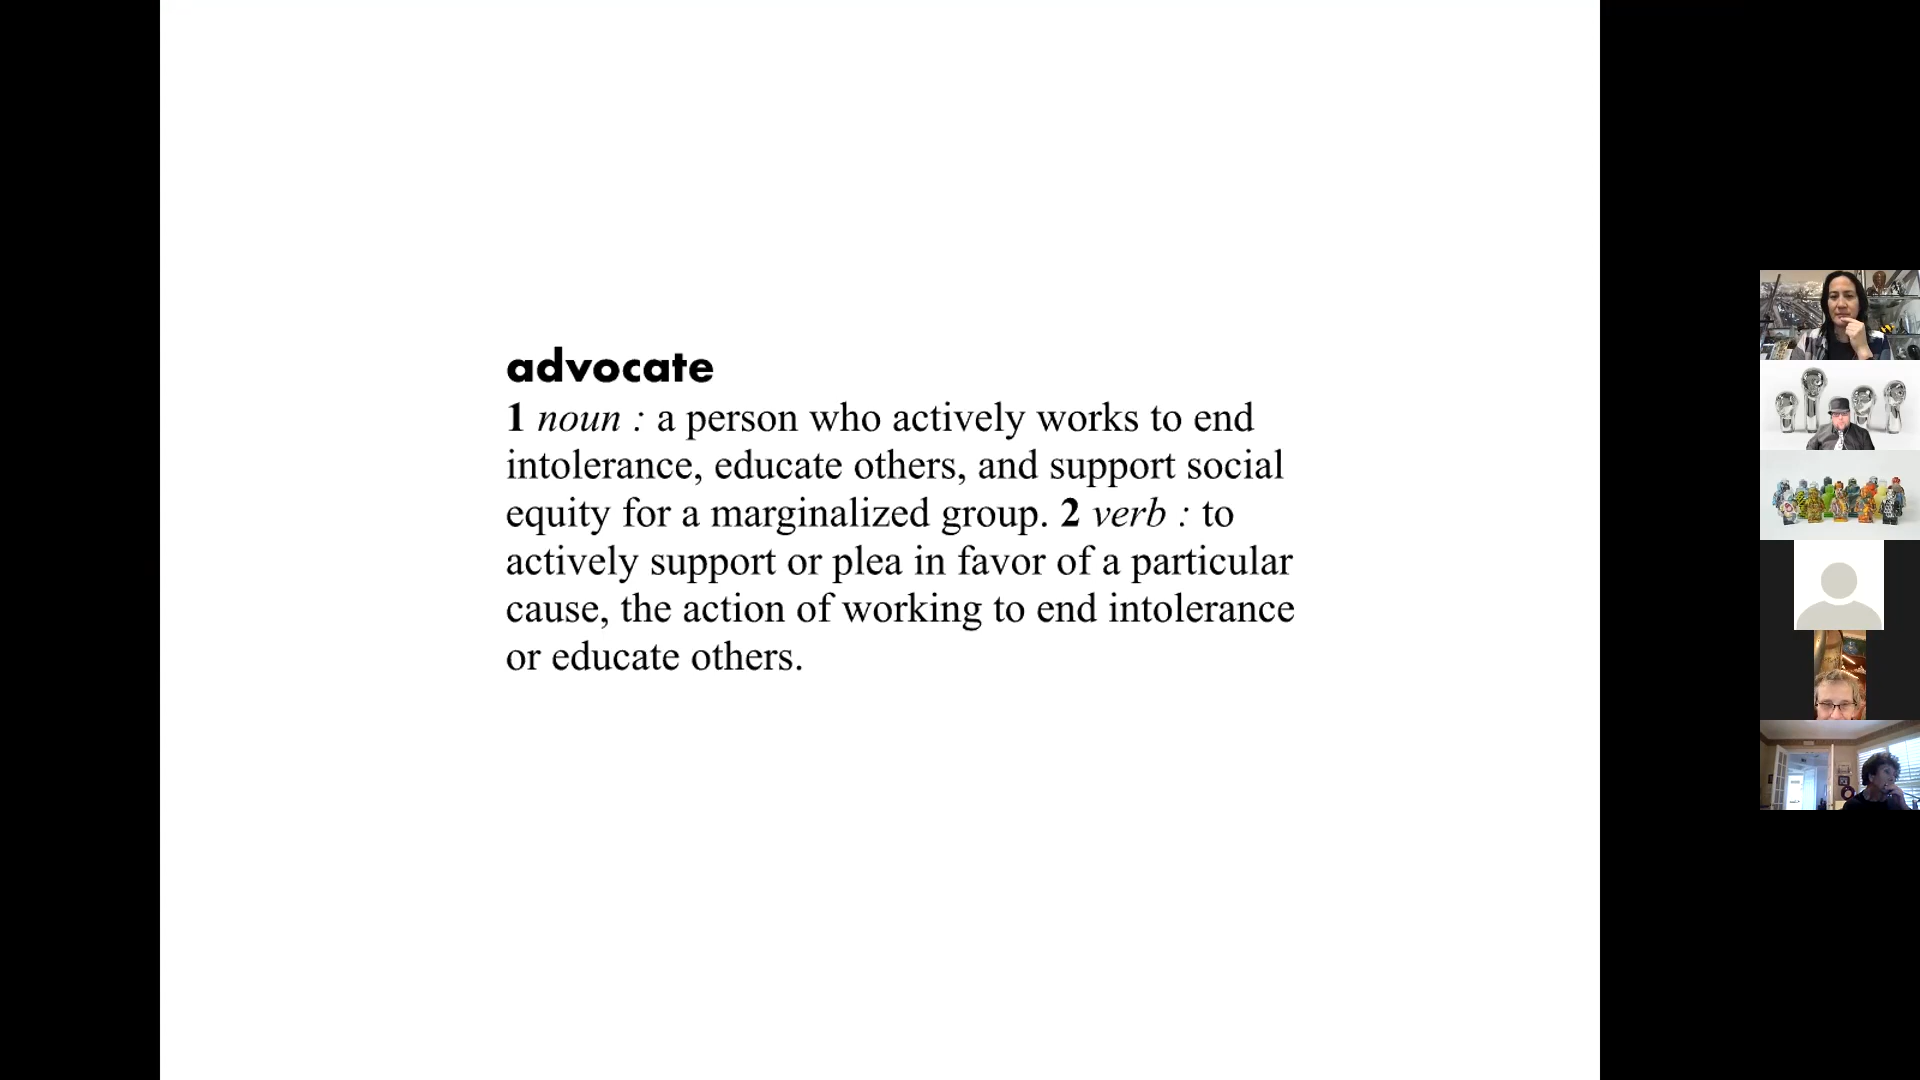 advocate
1 noun : a person who actively works to end
intolerance, educate others, and support social
equity for a marginalized group. 2 verb : to
actively support or plea in favor of a particular
cause, the action of working to end intolerance
or educate others.